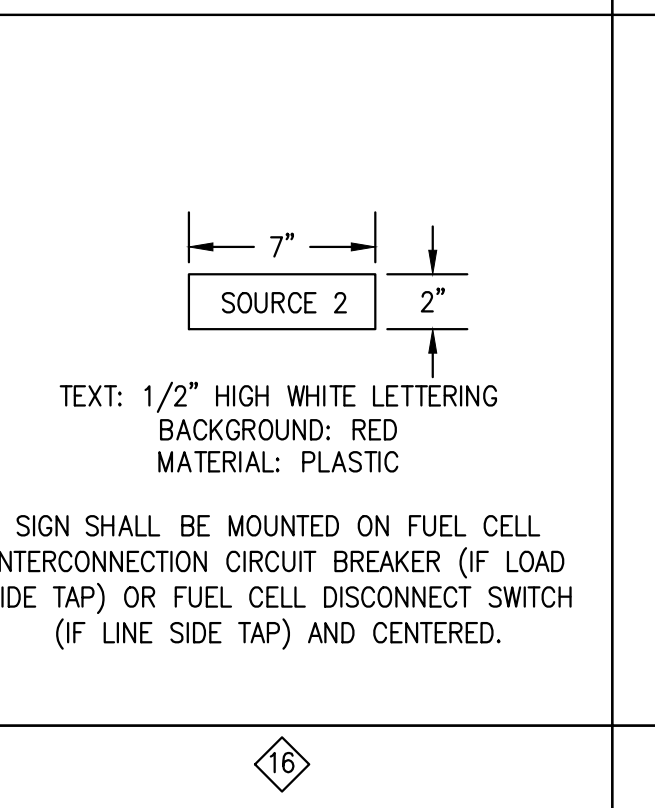 7"
SOURCE 2
2"
TEXT: 1/2" HIGH WHITE LETTERING
BACKGROUND: RED
MATERIAL: PLASTIC
SIGN SHALL BE MOUNTED ON FUEL CELL
NTERCONNECTION CIRCUIT BREAKER (IF LOAD
IDE TAP) OR FUEL CELL DISCONNECT SWITCH
(IF LINE SIDE TAP) AND CENTERED.
16